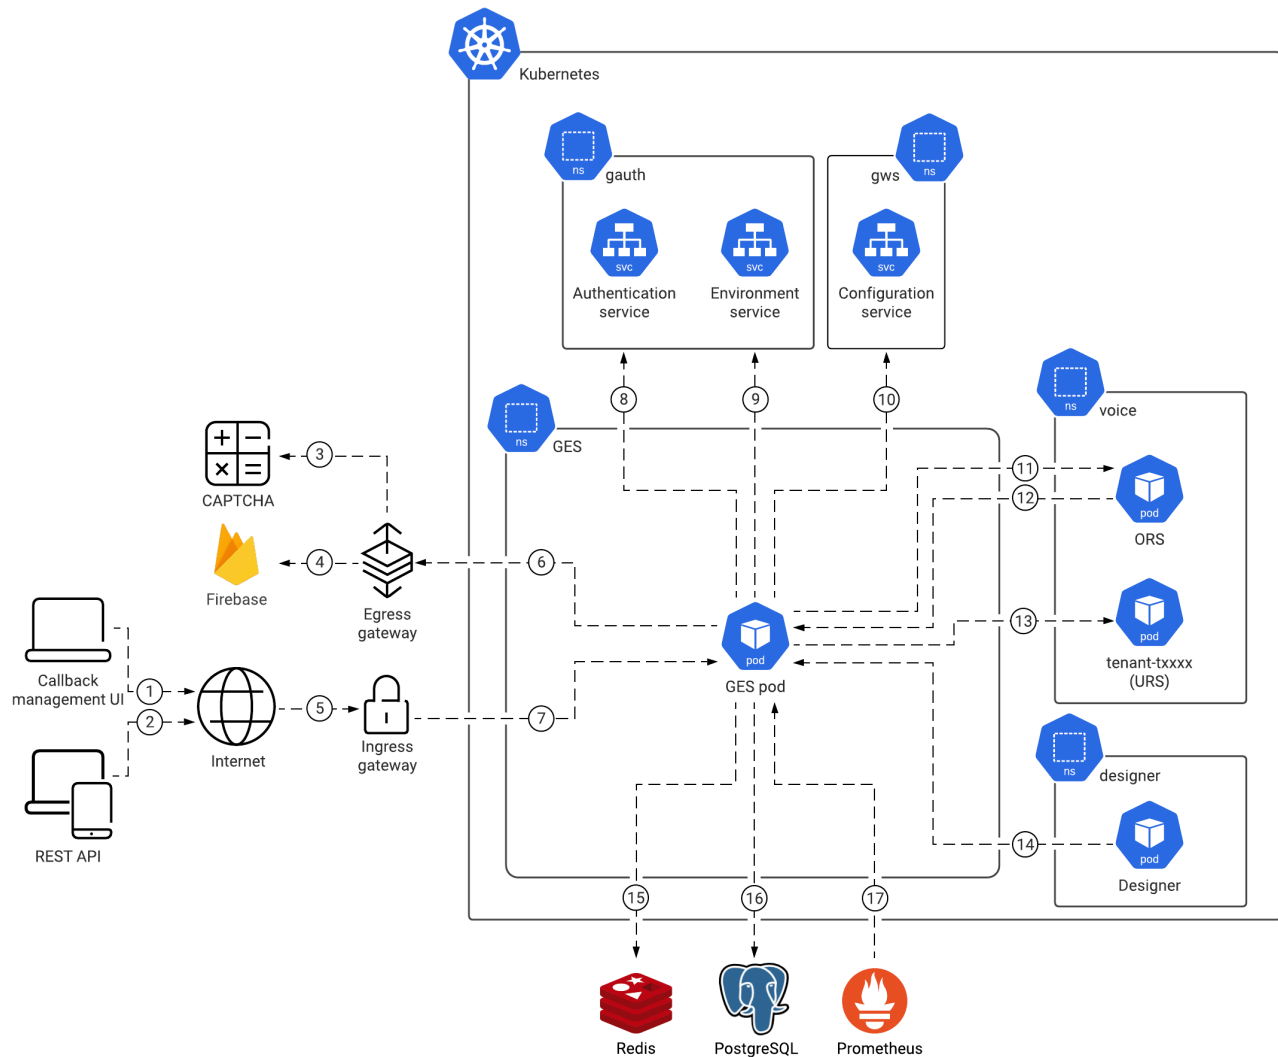 Kubernetes
ns
gauth
gws
ns
svc
Authentication
service
svc
Environment
service
svc
Configuration
service
8
9
10
ns
GES
ns
voice
3
CAPTCHA
11
12
pod
ORS
4
Firebase
Egress
gateway
6
13
pod
tenant-txxxx
(URS)
pod
GES pod
Callback
management UI
1
2
Internet
5
Ingress
gateway
7
REST API
ns
designer
14
pod
Designer
15
16
17
Redis
PostgreSQL
Prometheus